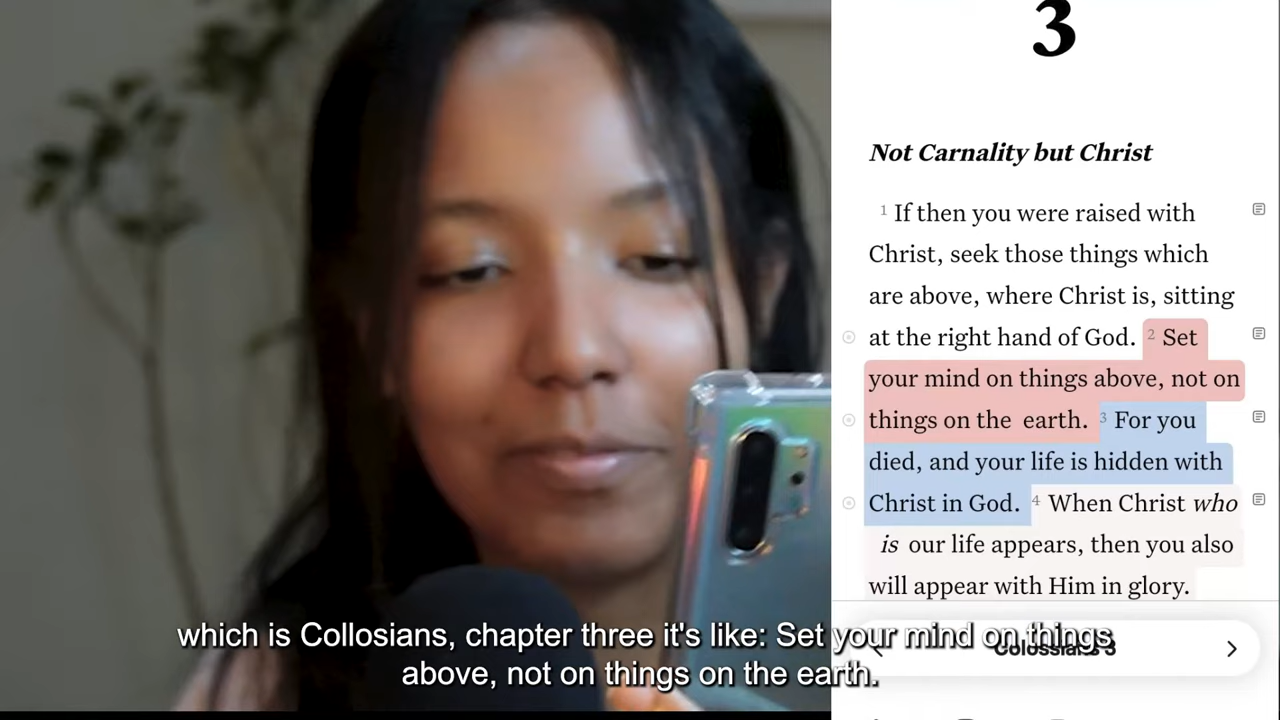 3
Not Carnality but Christ
1 If then you were raised with
Christ, seek those things which
are above, where Christ is, sitting
at the right hand of God. 2 Set
your mind on things above, not on
things on the earth. 3 For you
died, and your life is hidden with
Christ in God. 4 When Christ who
is our life appears, then you also
will appear with Him in glory.
which is Collosians, chapter three it's like: Set your mind on things
above, not on things on the earth.
Colossians 3